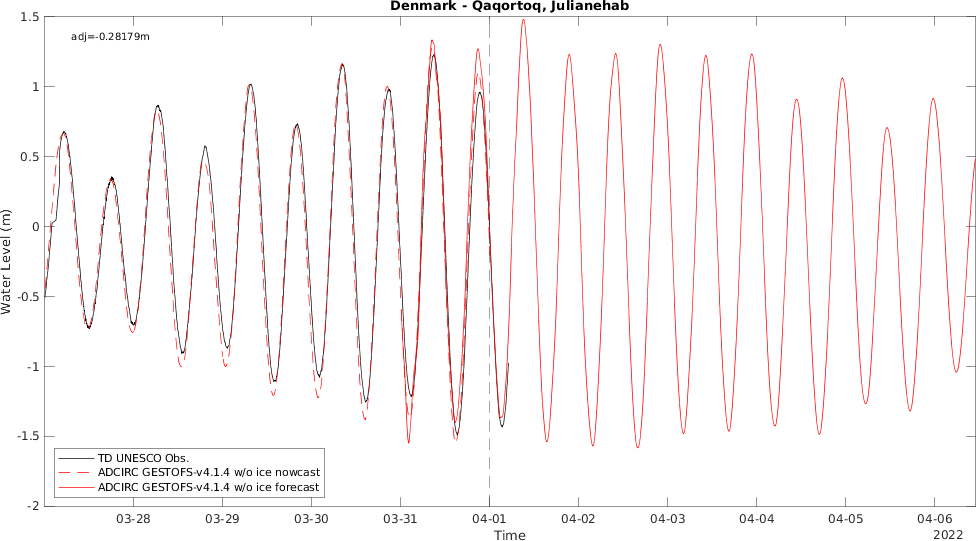 Denmark - Qaqortoq, Julianehab
adj=-0.28179m
Water Level (m)
1.5
1
0.5
0
-0.5
-1
-1.5
-2
TD UNESCO Obs.
ADCIRC GESTOFS-v4.1.4 w/o ice nowcast
ADCIRC GESTOFS-v4.1.4 w/o ice forecast
03-28 03-29 03-30 03-31 04-01 04-02 04-03 04-04 04-05 04-06
Time
2022